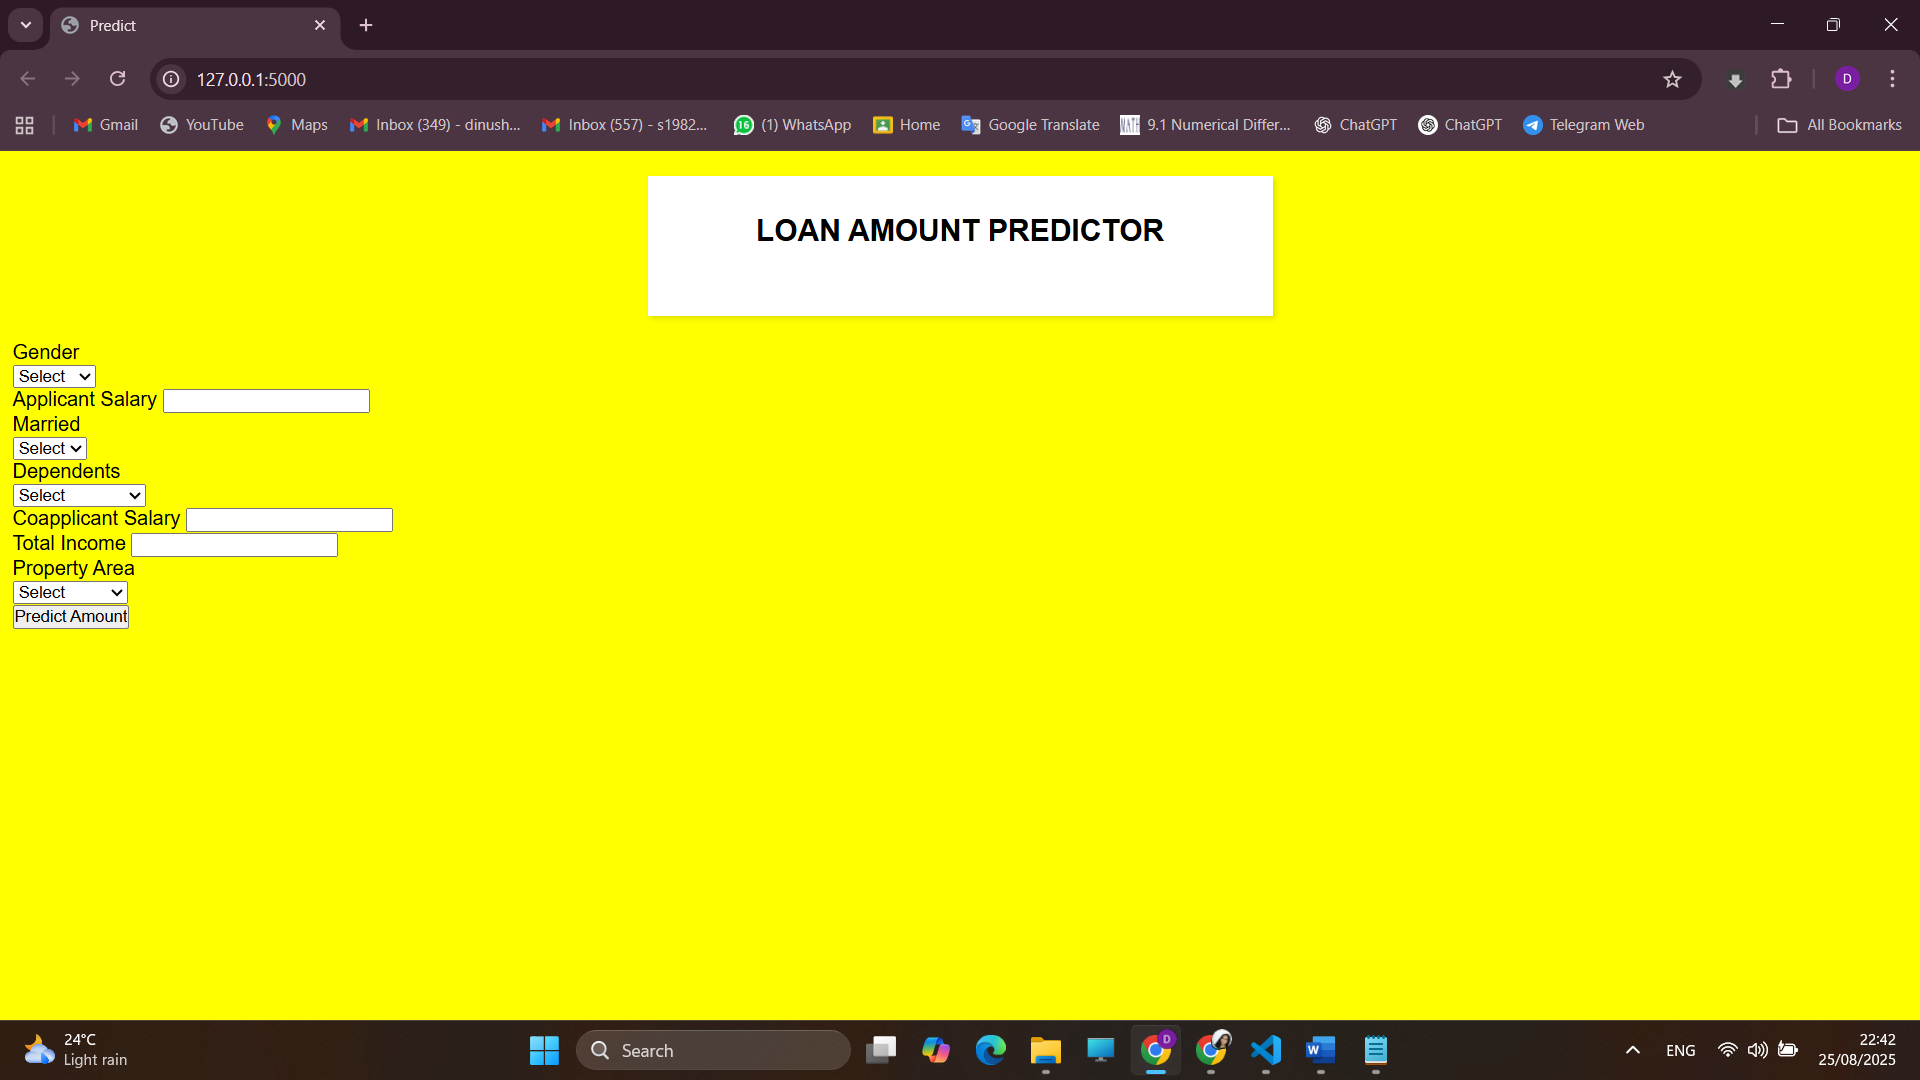 Predict
127.0.0.1:5000
Gmail YouTube Maps Inbox (349) - dinush... Inbox (557) - s1982... 16 (1) WhatsApp Home Google Translate MATH 9.1 Numerical Differ... ChatGPT ChatGPT Telegram Web All Bookmarks
D
LOAN AMOUNT PREDICTOR
Gender
Select
Applicant Salary
Married
Select
Dependents
Select
Coapplicant Salary
Total Income
Property Area
Select
Predict Amount
24°C
Light rain
Search
D
W
ENG
22:42
25/08/2025